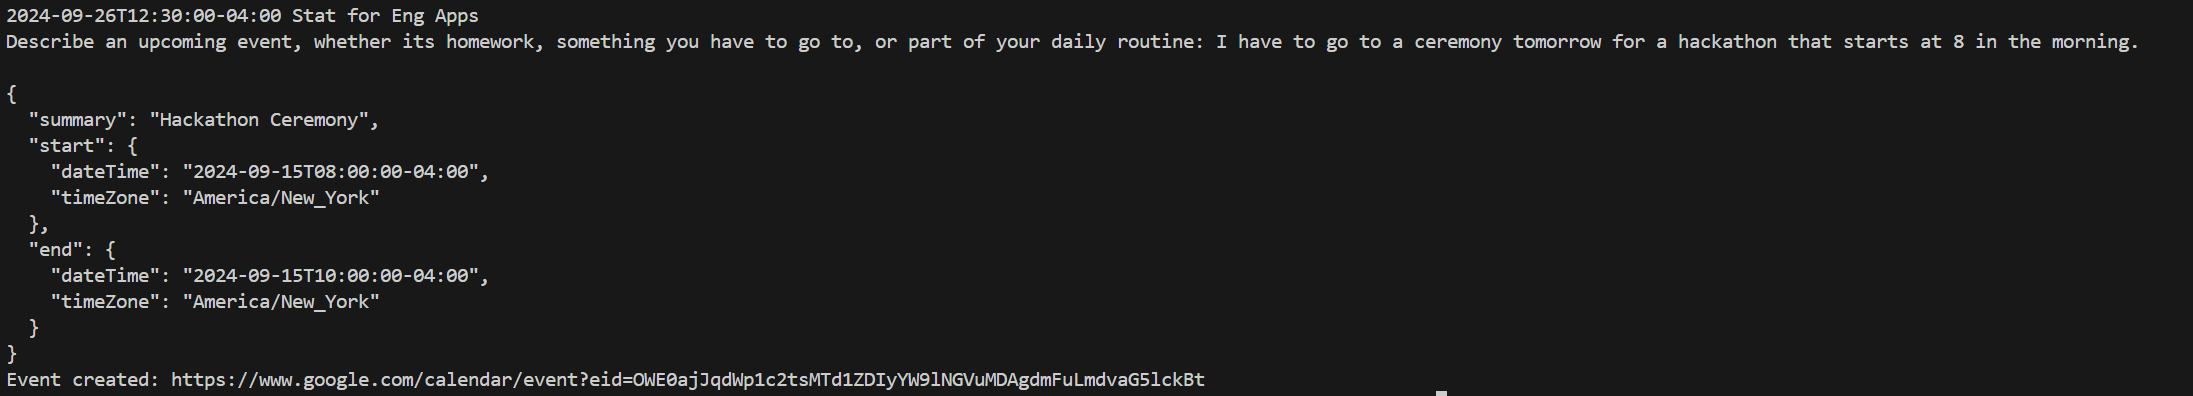 2024-09-26T12:30:00-04:00 Stat for Eng Apps
Describe an upcoming event, whether its homework, something you have to go to, or part of your daily routine: I have to go to a ceremony tomorrow for a hackathon that starts at 8 in the morning.
{
  "summary": "Hackathon Ceremony",
  "start": {
    "dateTime": "2024-09-15T08:00:00-04:00",
    "timeZone": "America/New_York"
  },
  "end": {
    "dateTime": "2024-09-15T10:00:00-04:00",
    "timeZone": "America/New_York"
  }
}
Event created: https://www.google.com/calendar/event?eid=OWE0ajJqdWp1c2tsMTd1ZDIyYW9lNGVuMDAgdmFuLmdvaG5lckBt